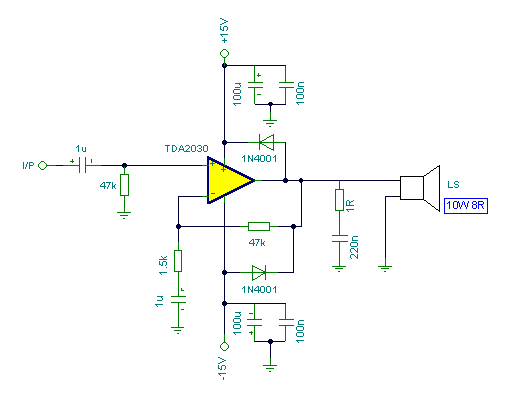 +15V
100u
100n
1u
TDA2030
1N4001
I/P
47k
LS
10W 8R
1R
47k
220n
1.5k
1N4001
1u
100u
100n
-15V